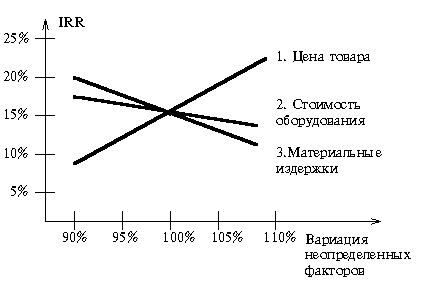 IRR
25%
20%
15%
10%
5%
1. Цена товара
2. Стоимость
оборудования
3.Материальные
издержки
90% 95% 100% 105% 110%
Вариация
неопределенных
факторов